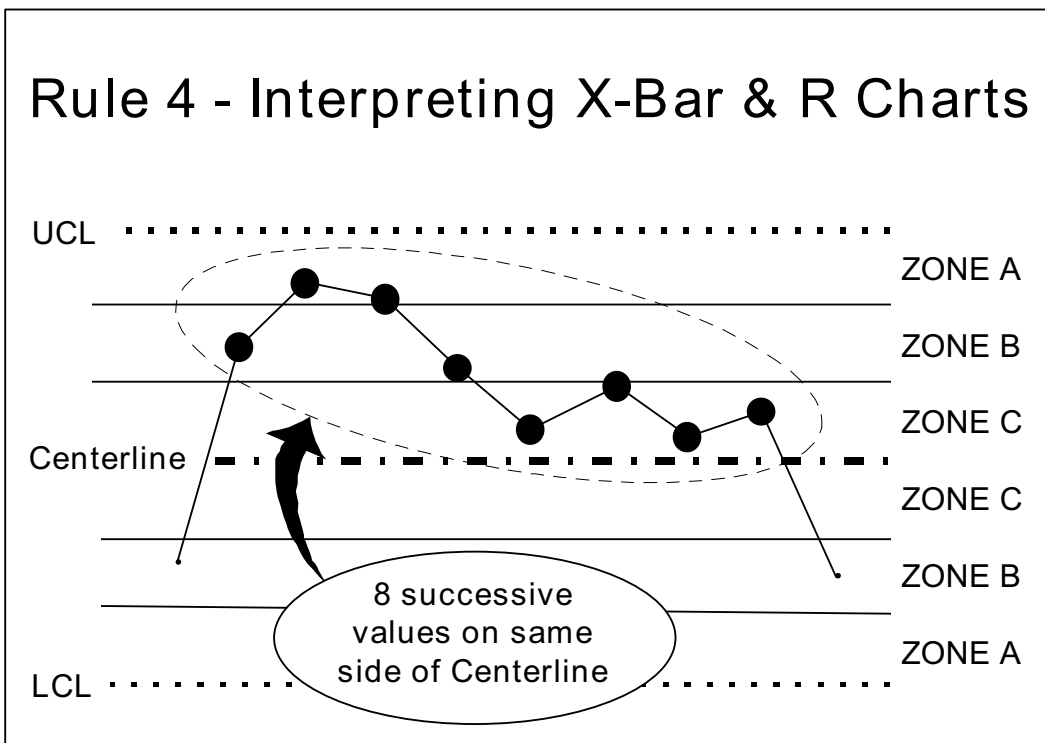 Rule 4 - Interpreting X-Bar & R Charts
UCL
ZONE A
ZONE B
ZONE C
Centerline
ZONE C
ZONE B
8 successive
values on same
side of Centerline
ZONE A
LCL